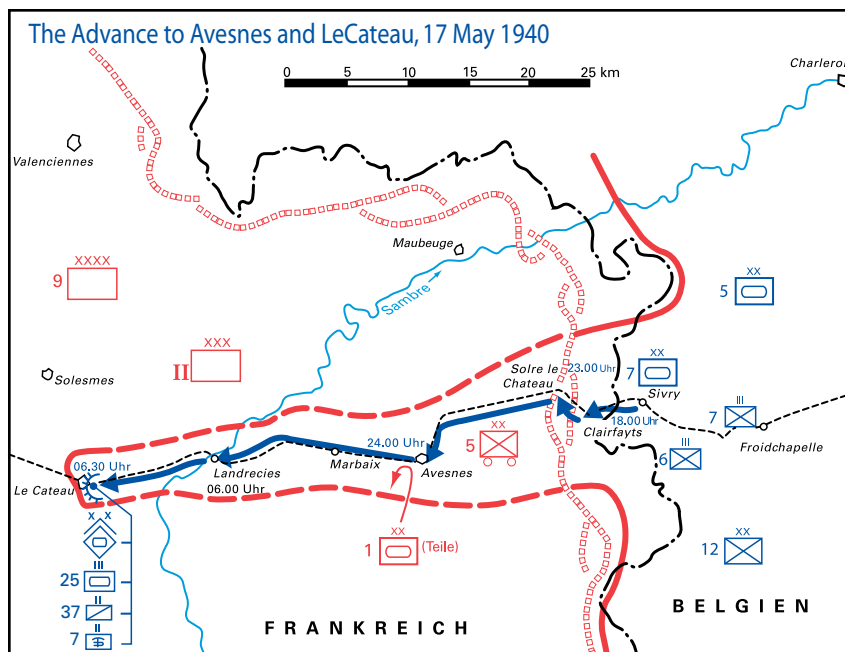 The Advance to Avesnes and LeCateau, 17 May 1940
0 5 10 15 20 25 km
Charleroi
Valenciennes
Maubeuge
XXXX
9
Sambre
XX
5
XXX
II
Solesmes
Solre le
Chateau
23.00 Uhr
XX
7
Sivry
18.00 Uhr
Clairfayts
III
7
Froidchapelle
24.00 Uhr
XX
5
III
6
06.30 Uhr
Le Cateau
Landrecies
06.00 Uhr
Marbaix
Avesnes
X X
XX
1
(Teile)
XX
12
III
25
II
37
II
7
FRANKREICH
BELGIEN